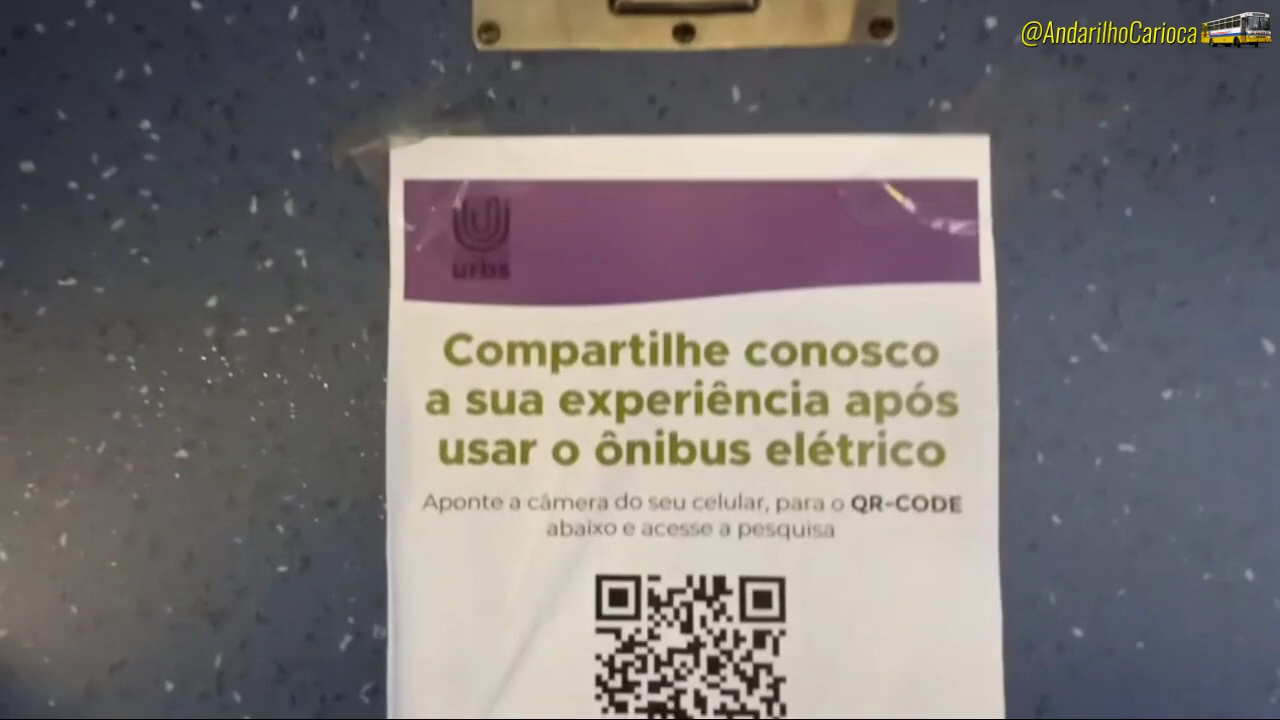 @AndarilhoCarioca
urbs
Compartilhe conosco
a sua experiência após
usar o ônibus elétrico
Aponte a câmera do seu celular, para o QR-CODE
abaixo e acesse a pesquisa